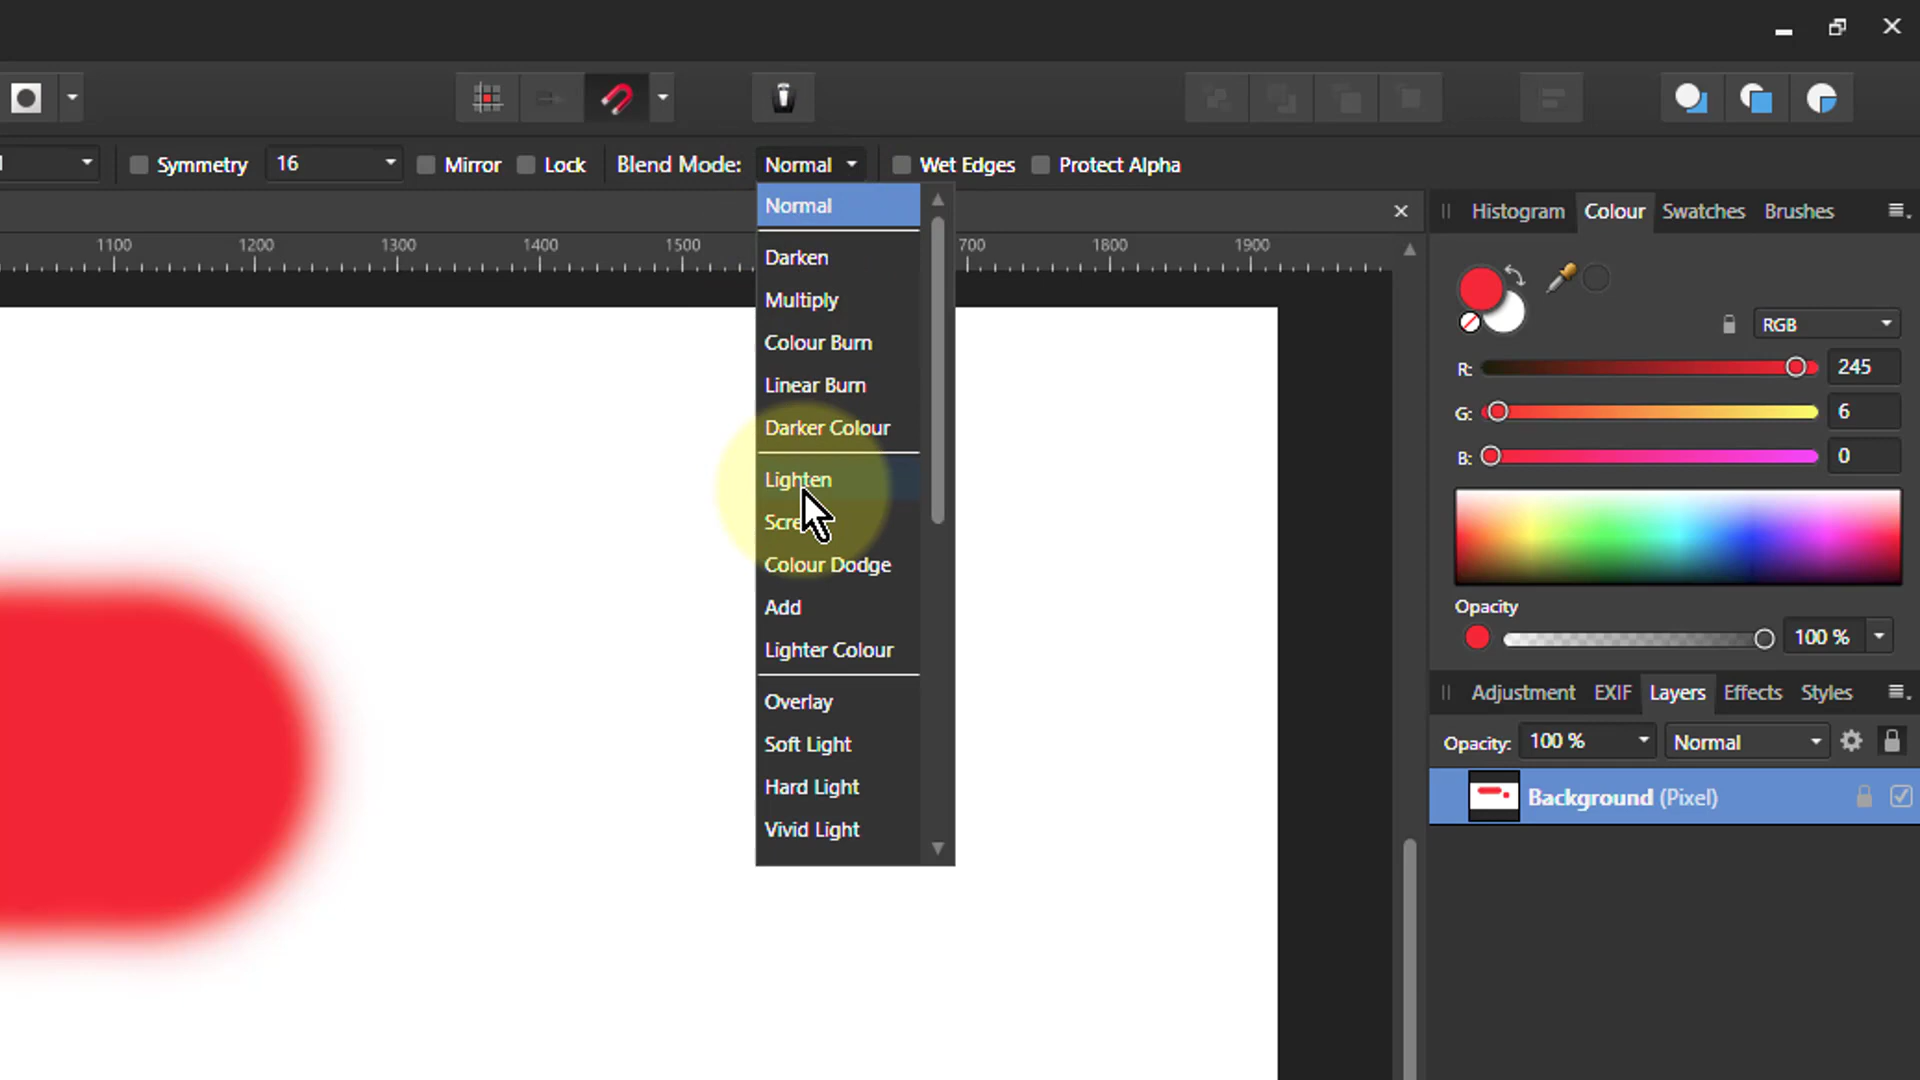 Symmetry 16 Mirror Lock Blend Mode: Normal Wet Edges Protect Alpha
Normal
Darken
Multiply
Colour Burn
Linear Burn
Darker Colour
Lighten
Colour Dodge
Add
Lighter Colour
Overlay
Soft Light
Hard Light
Vivid Light
1100 1200 1300 1400 1500 700 1800 1900
Histogram Colour Swatches Brushes
RGB
R: 245
G: 6
B: 0
Opacity
100 %
Adjustment EXIF Layers Effects Styles
Opacity: 100 % Normal
Background (Pixel)